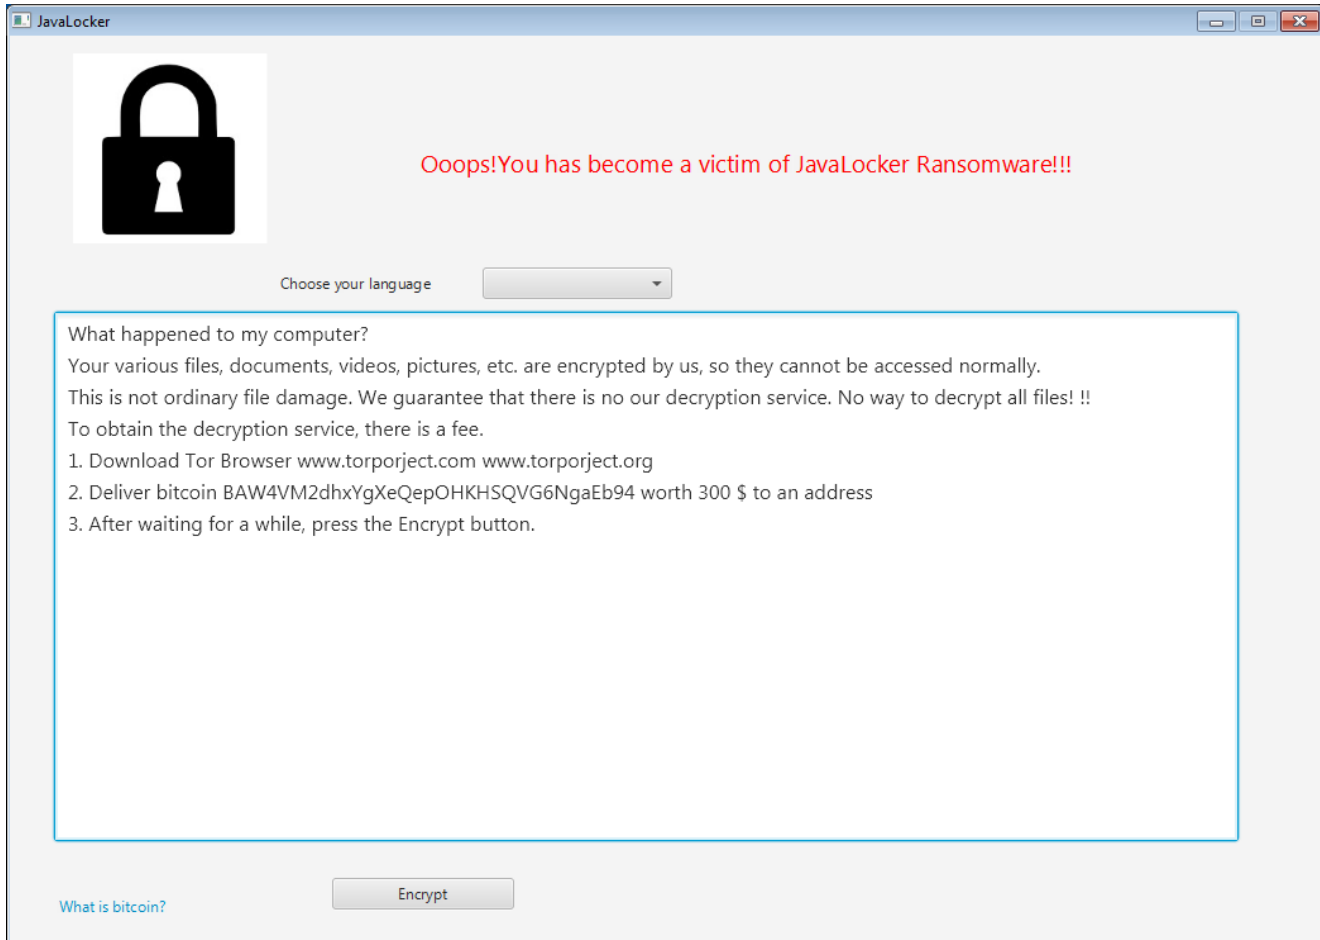 JavaLocker
Ooops!You has become a victim of JavaLocker Ransomware!!!
Choose your language
What happened to my computer?
Your various files, documents, videos, pictures, etc. are encrypted by us, so they cannot be accessed normally.
This is not ordinary file damage. We guarantee that there is no our decryption service. No way to decrypt all files! !!
To obtain the decryption service, there is a fee.
1. Download Tor Browser www.torporject.com www.torporject.org
2. Deliver bitcoin BAW4VM2dhxYgXeQepOHKHSQVG6NgaEb94 worth 300 $ to an address
3. After waiting for a while, press the Encrypt button.
What is bitcoin?
Encrypt